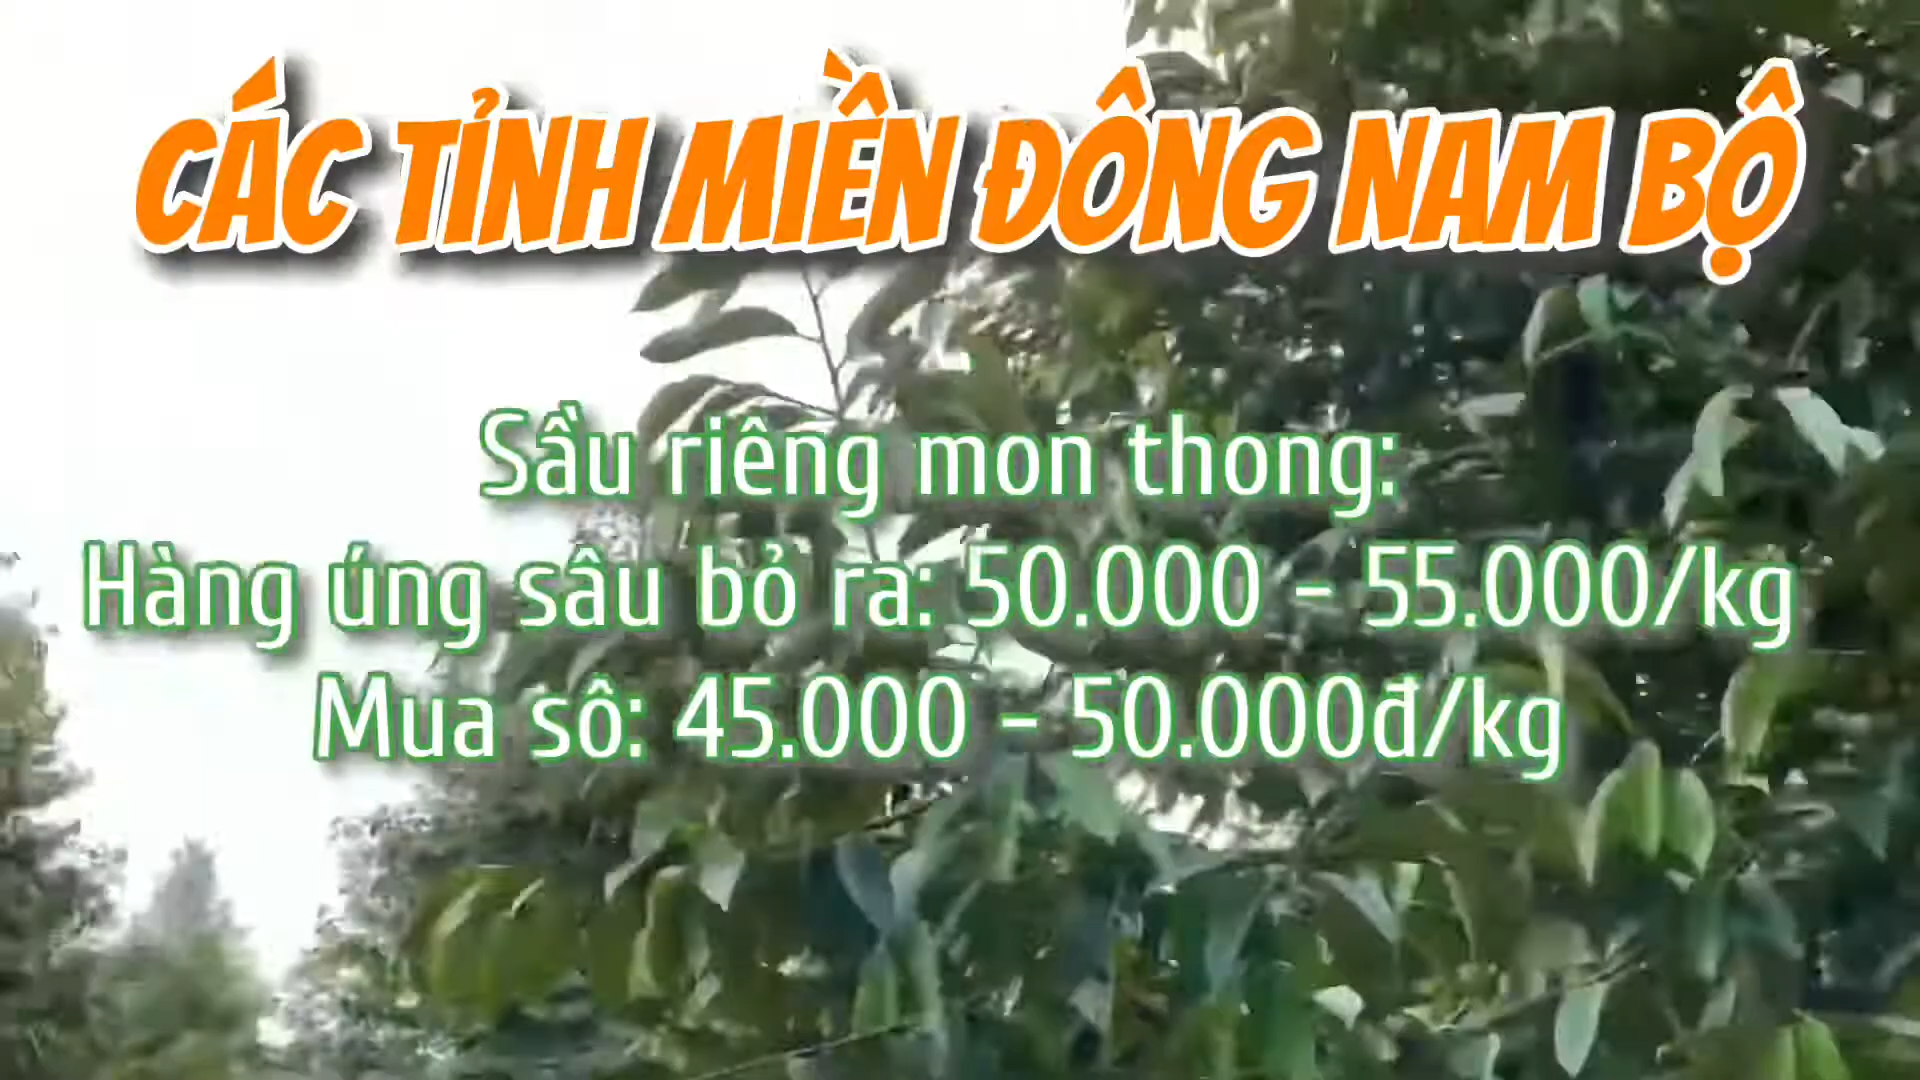 CÁC TỈNH MIỀN ĐÔNG NAM BỘ
Sầu riêng mon thong:
Hàng úng sâu bỏ ra: 50.000 - 55.000/kg
Mua sô: 45.000 - 50.000đ/kg